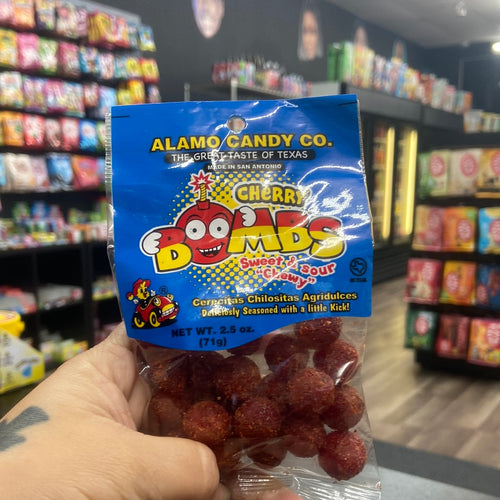 ALAMO CANDY CO.
THE GREAT TASTE OF TEXAS
MADE IN SAN ANTONIO
CHERRY
BOMBS
Sweet & Sour
"Chewy"
Cerecitas Chilositas Agridulces
Deliciously Seasoned with a little Kick!
NET WT. 2.5 oz.
(71g)